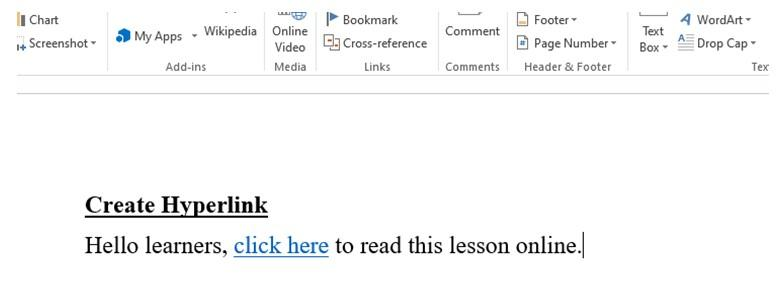 Chart
Screenshot
My Apps
Wikipedia
Online
Video
Bookmark
Cross-reference
Comment
Footer
Page Number
Text
Box
WordArt
Drop Cap
Add-ins
Media
Links
Comments
Header & Footer
Create Hyperlink
Hello learners, click here to read this lesson online.